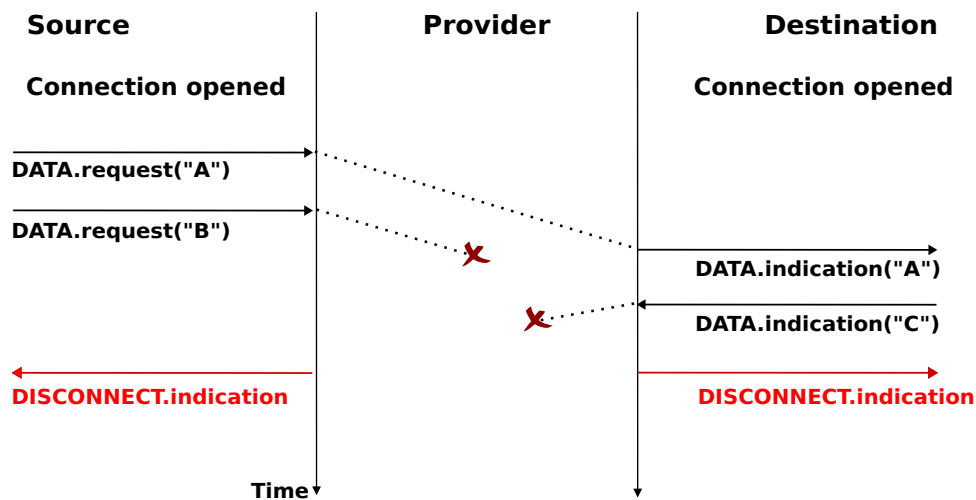 Source
Provider
Destination
Connection opened
Connection opened
DATA.request("A")
DATA.request("B")
DATA.indication("A")
DATA.indication("C")
DISCONNECT.indication
DISCONNECT.indication
Time